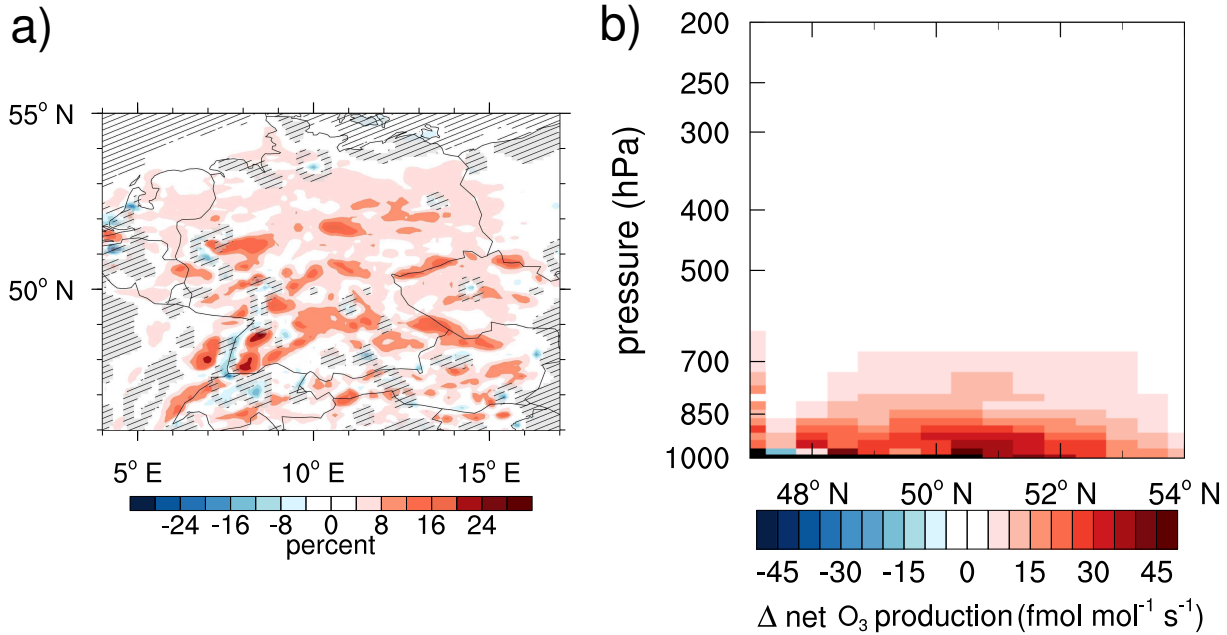 a)
55° N
50° N
5° E 10° E 15° E
-24 -16 -8 0 8 16 24
percent
b)
pressure (hPa)
200
250
300
400
500
700
850
1000
48° N 50° N 52° N 54° N
-45 -30 -15 0 15 30 45
Δ net O₃ production (fmol mol⁻¹ s⁻¹)